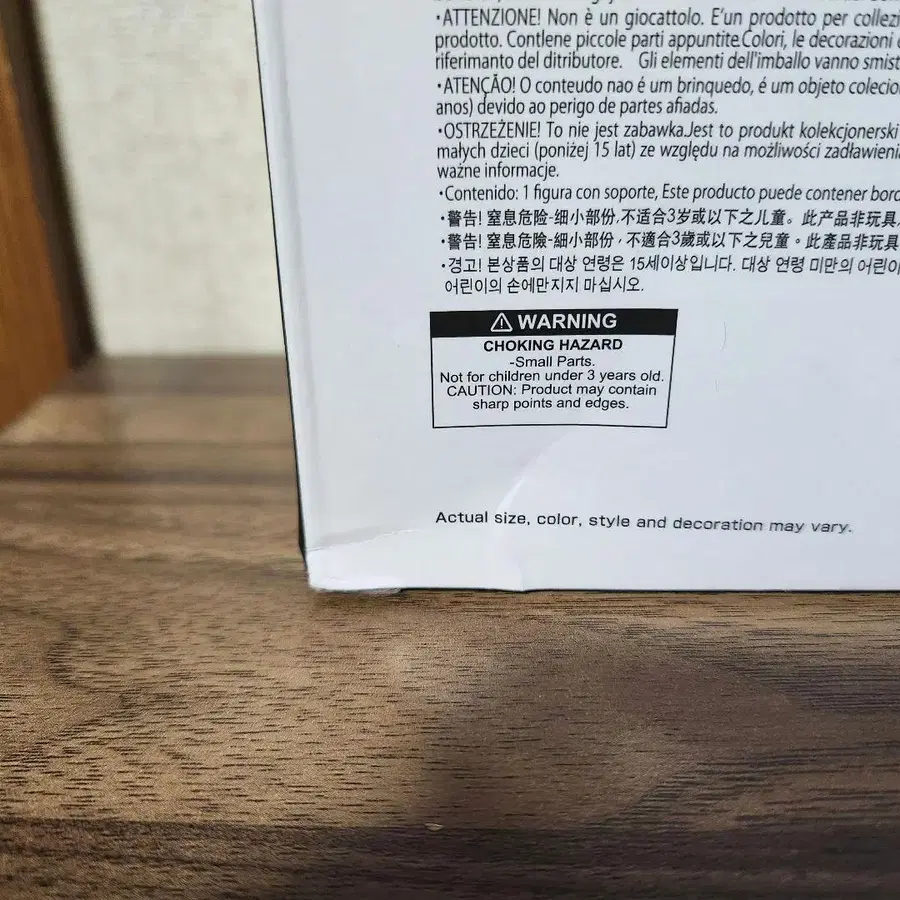 ·ATTENZIONE! Non è un giocattolo. E'un prodotto per collezi
prodotto. Contlene piccole parti appuntite.Colori, le decorazioni e
riferimanto del ditributore. Gli elementi dell'imballo vanno smist
·ATENÇÃO! O conteudo nao é um brinquedo, é um objeto colecio
anos) devido ao perigo de partes afiadas.
·OSTRZEŻENIE! To nie jest zabawka.Jest to produkt kolekcjonerski
małych dzieci (poniżej 15 lat) ze względu na możliwości zadławieni
ważne informacje.
·Contenido: 1 figura con soporte, Este producto puede contener bord
·警告! 窒息危险-细小部份,不适合3岁或以下之儿童。此产品非玩具,
·警告! 窒息危險-細小部份,不適合3歲或以下之兒童。此產品非玩具
·경고! 본상품의 대상 연령은 15세이상입니다. 대상 연령 미만의 어린이
어린이의 손에만지지 마십시오.
⚠ WARNING
CHOKING HAZARD
-Small Parts.
Not for children under 3 years old.
CAUTION: Product may contain
sharp points and edges.
Actual size, color, style and decoration may vary.